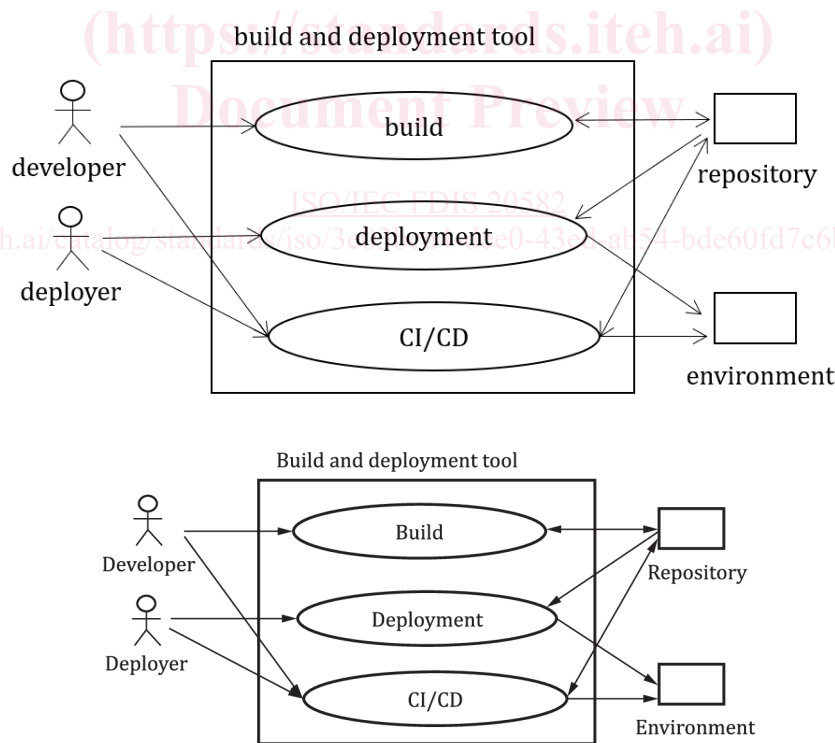 (https://standards.iteh.ai)
build and deployment tool
Document Preview
build
developer
repository
ISO/IEC FDIS 20582
deployment
deployer
CI/CD
environment
Build and deployment tool
Build
Developer
Repository
Deployment
Deployer
CI/CD
Environment